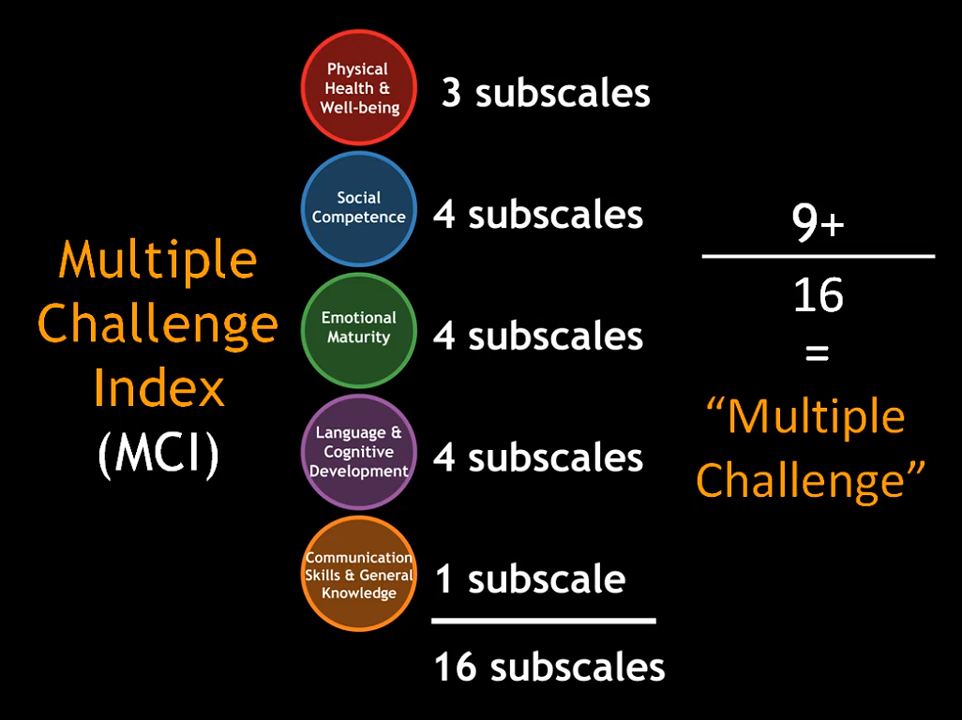 Multiple
Challenge
Index
(MCI)
Physical
Health &
Well-being
3 subscales
Social
Competence
4 subscales
Emotional
Maturity
4 subscales
Language &
Cognitive
Development
4 subscales
Communication
Skills & General
Knowledge
1 subscale
16 subscales
9+
16
=
“Multiple
Challenge”